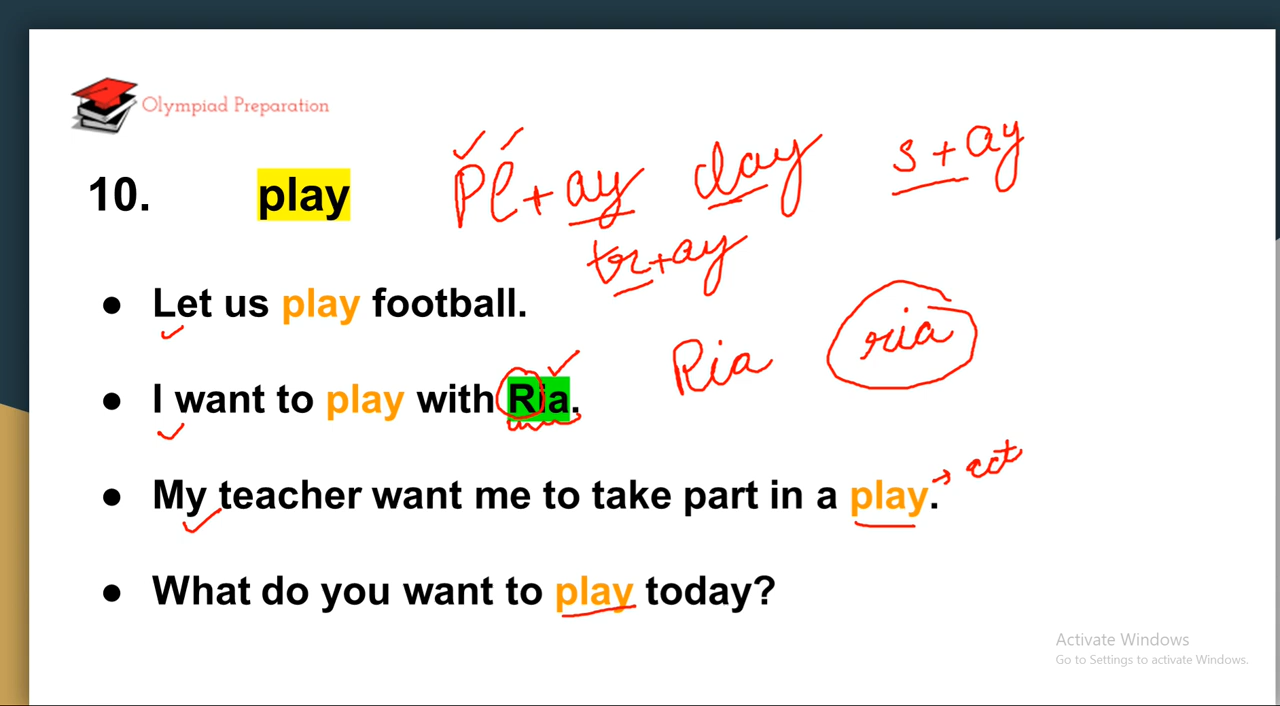 Olympiad Preparation
10. play Pl + ay day s + ay
tr + ay
● Let us play football.
Ria ria
● I want to play with Ria.
● My teacher want me to take part in a play. → act
● What do you want to play today?
Activate Windows
Go to Settings to activate Windows.